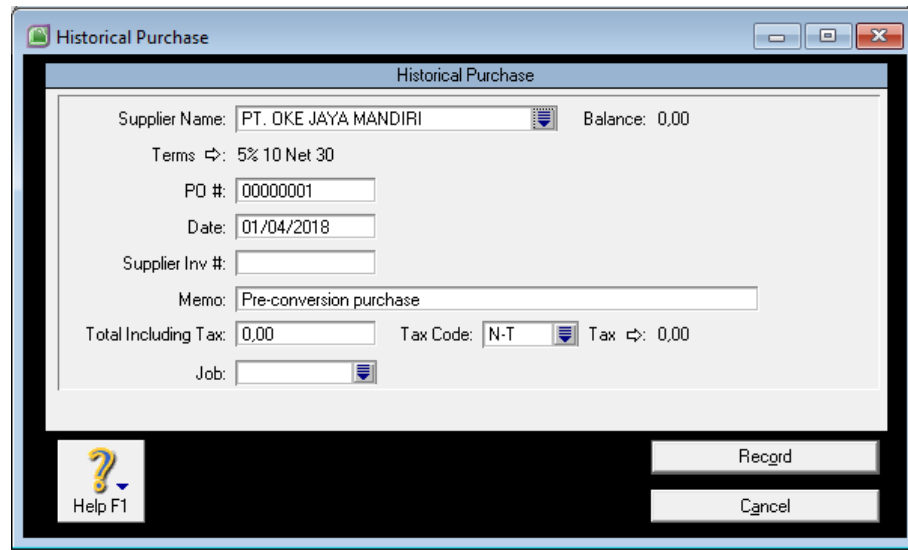 Historical Purchase
Historical Purchase
Supplier Name: PT. OKE JAYA MANDIRI Balance: 0,00
Terms ⇨: 5% 10 Net 30
PO #: 00000001
Date: 01/04/2018
Supplier Inv #:
Memo: Pre-conversion purchase
Total Including Tax: 0,00 Tax Code: N-T Tax ⇨: 0,00
Job:
Record
Help F1
Cancel